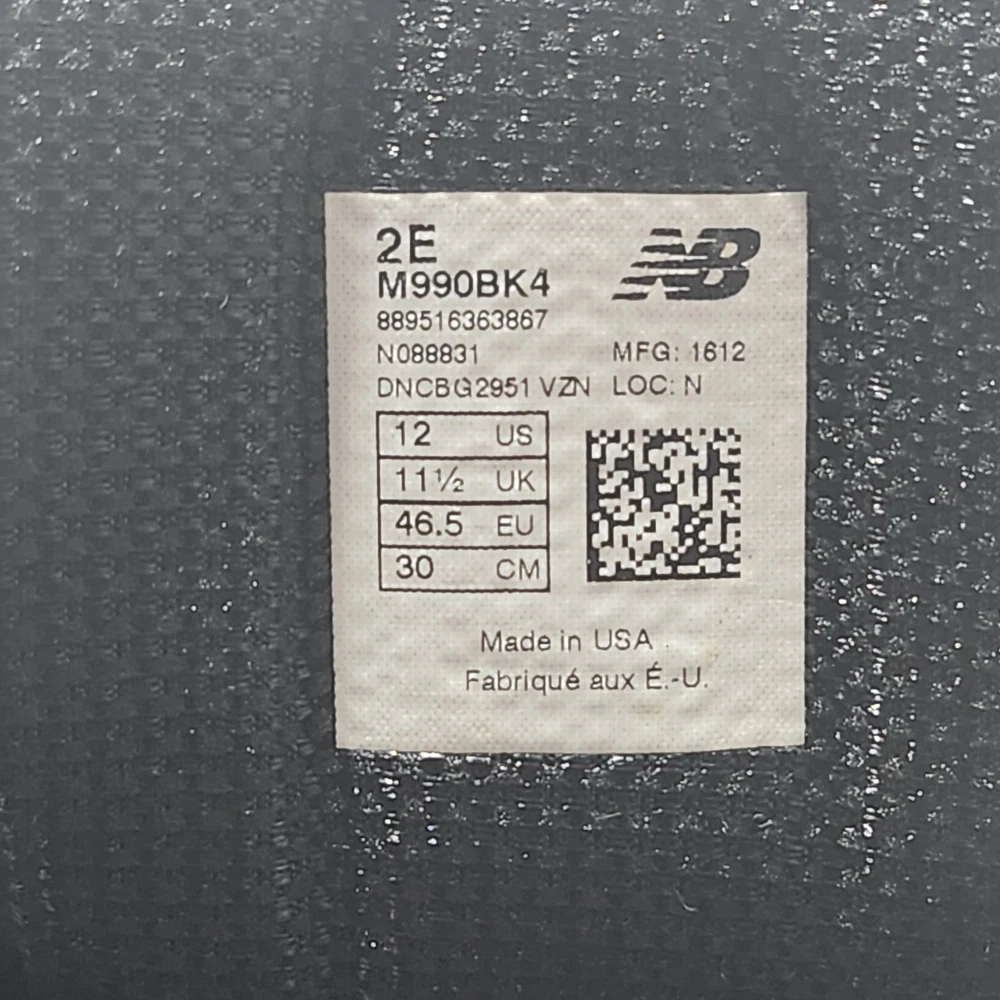 2E
NB
M990BK4
889516363867
N088831 MFG: 1612
DNCBG2951 VZN LOC: N
12 US
11½ UK
46.5 EU
30 CM
Made in USA
Fabriqué aux É.-U.